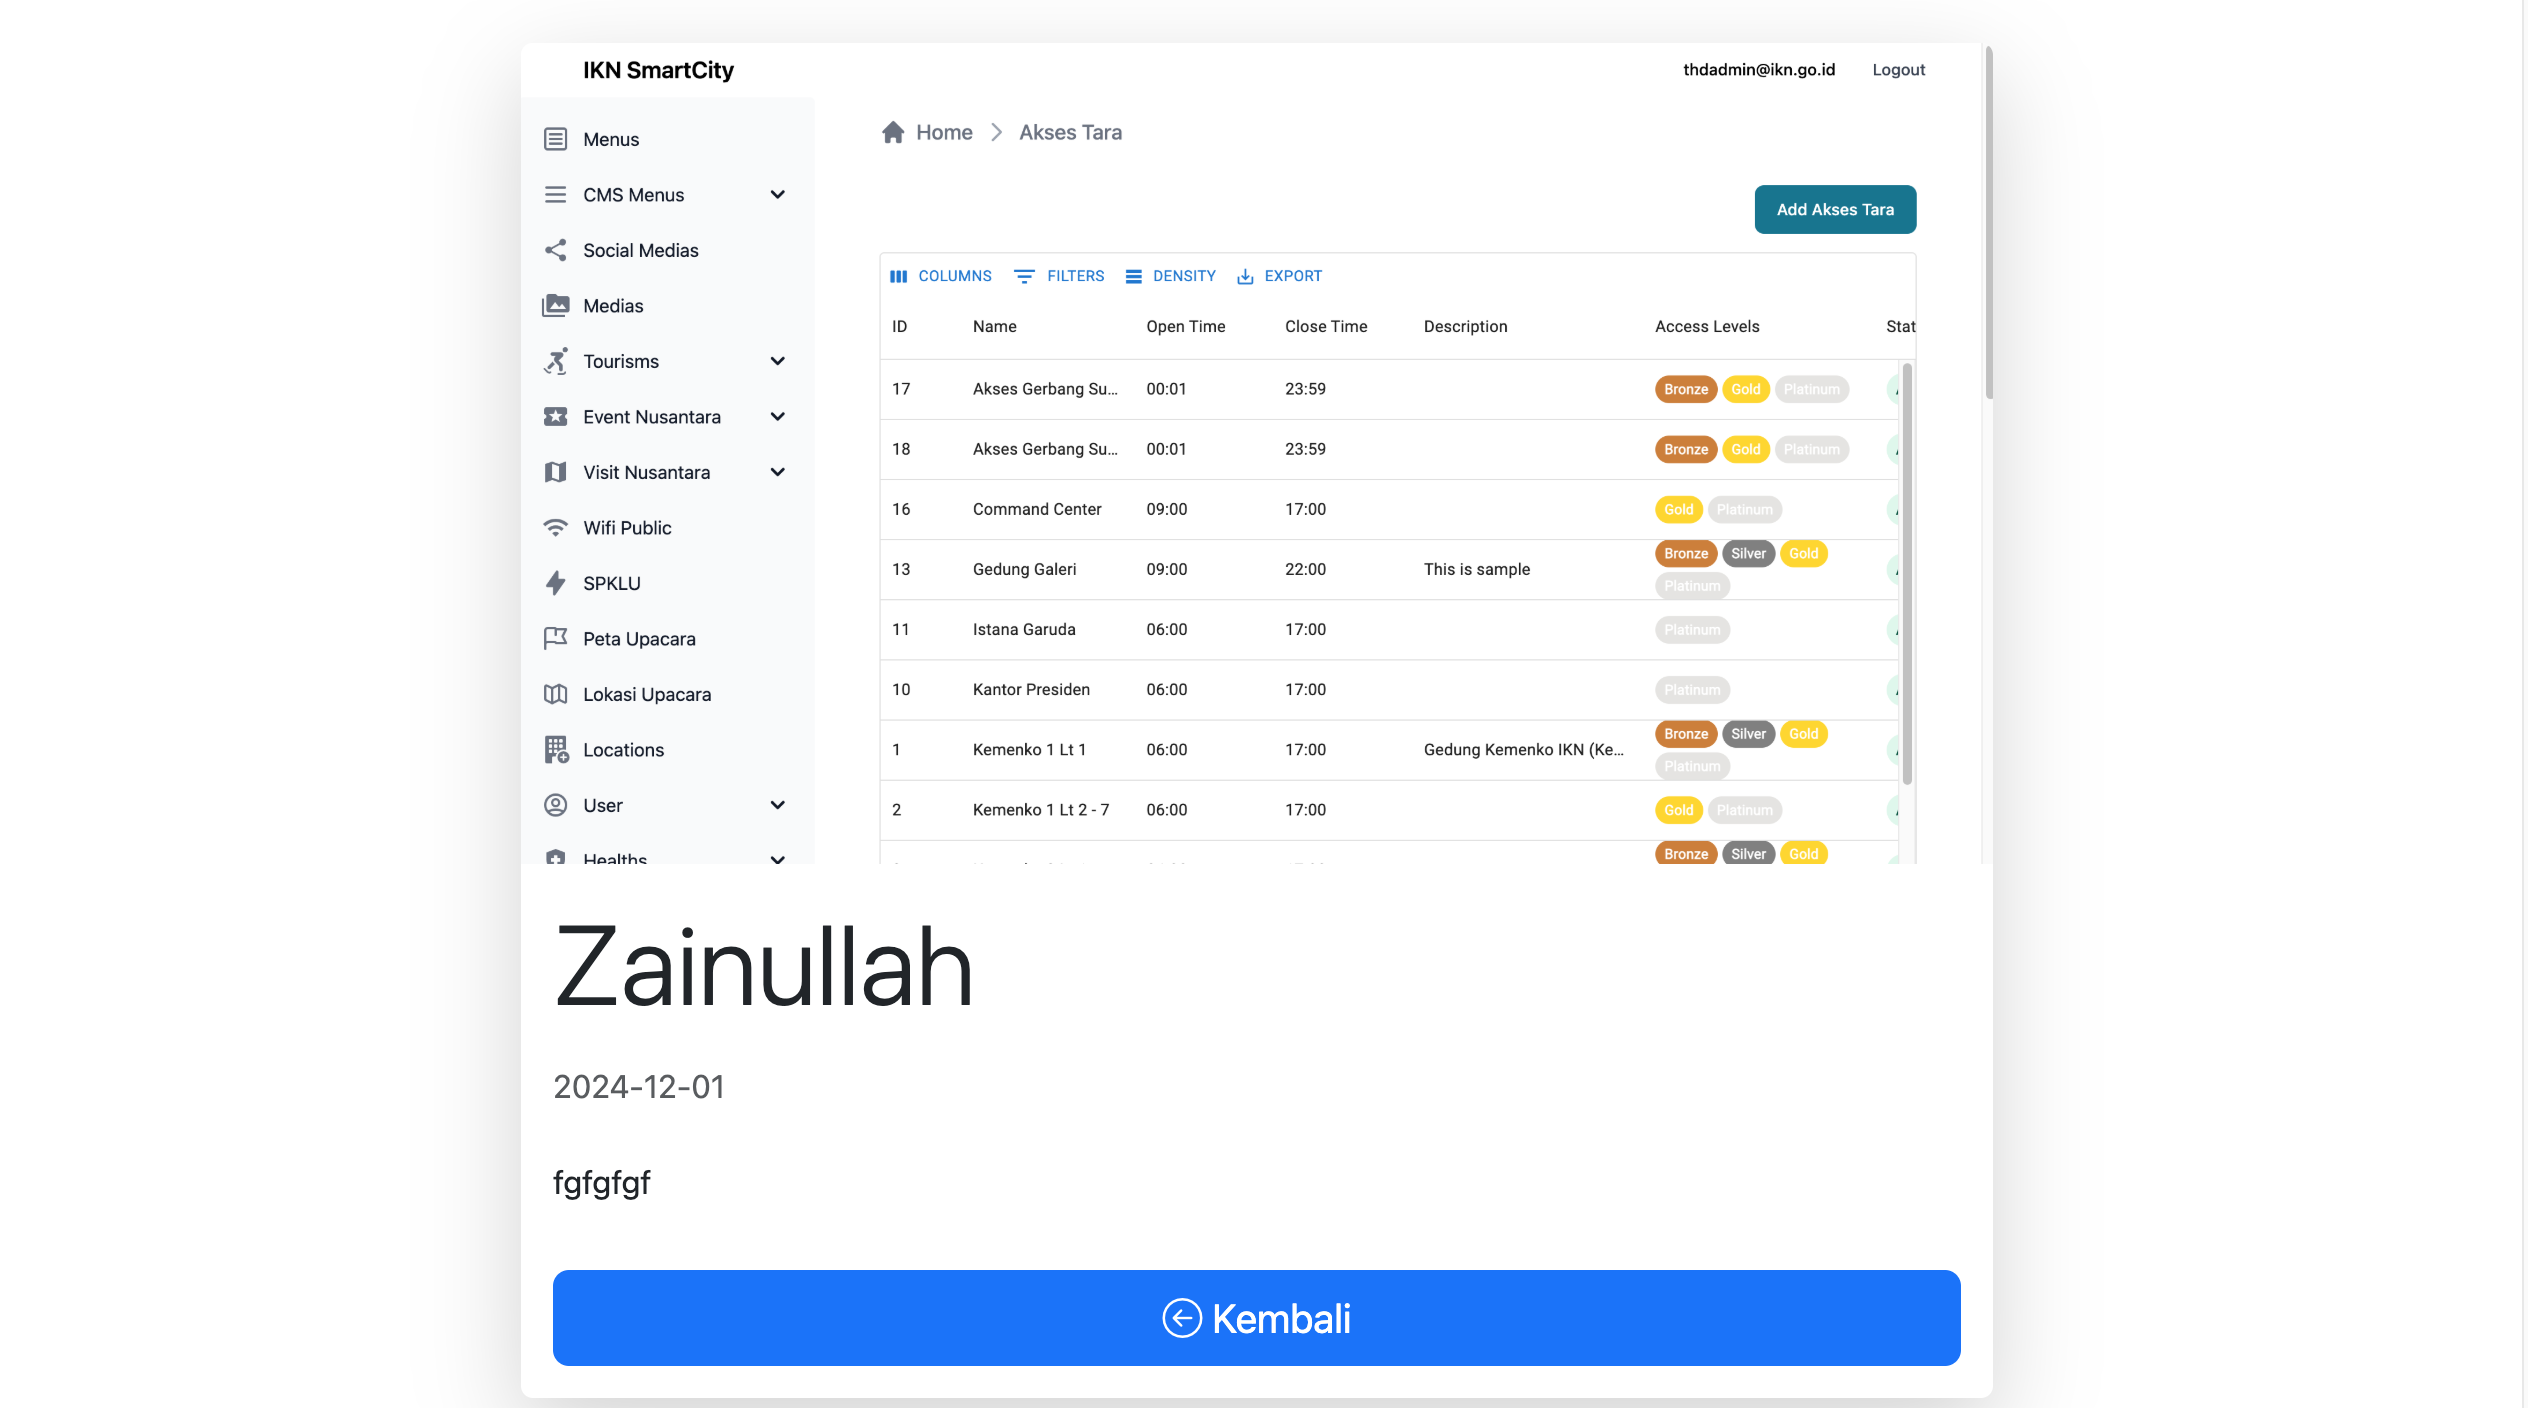 IKN SmartCity
thdadmin@ikn.go.id Logout
Menus
CMS Menus
Social Medias
Medias
Tourisms
Event Nusantara
Visit Nusantara
Wifi Public
SPKLU
Peta Upacara
Lokasi Upacara
Locations
User
Healths
Home > Akses Tara
Add Akses Tara
COLUMNS FILTERS DENSITY EXPORT
ID Name Open Time Close Time Description Access Levels Stat
17 Akses Gerbang Su... 00:01 23:59 Bronze Gold Platinum
18 Akses Gerbang Su... 00:01 23:59 Bronze Gold Platinum
16 Command Center 09:00 17:00 Gold Platinum
13 Gedung Galeri 09:00 22:00 This is sample Bronze Silver Gold
Platinum
11 Istana Garuda 06:00 17:00 Platinum
10 Kantor Presiden 06:00 17:00 Platinum
1 Kemenko 1 Lt 1 06:00 17:00 Gedung Kemenko IKN (Ke... Bronze Silver Gold
Platinum
2 Kemenko 1 Lt 2 - 7 06:00 17:00 Gold Platinum
Bronze Silver Gold
Zainullah
2024-12-01
fgfgfgf
Kembali